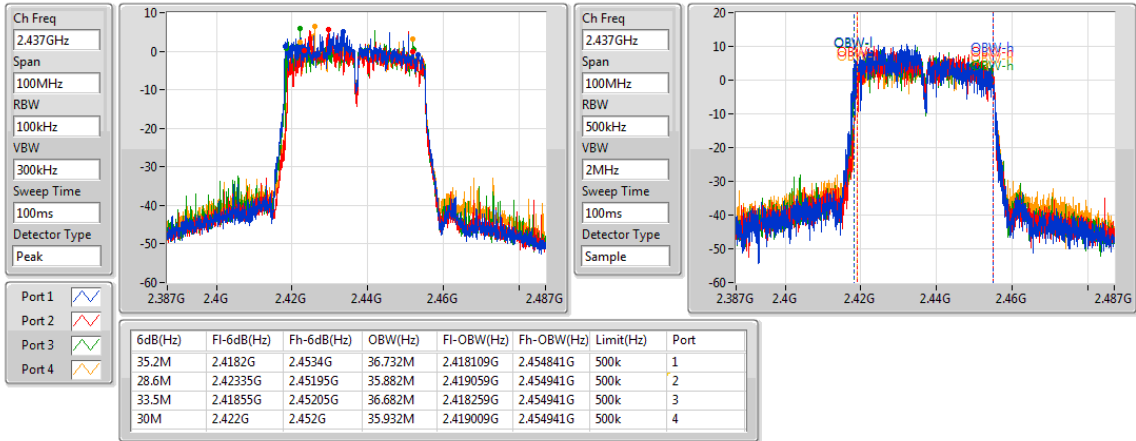 Ch Freq
2.437GHz
Span
100MHz
RBW
100kHz
VBW
300kHz
Sweep Time
100ms
Detector Type
Peak
10
0
-10
-20
-30
-40
-50
-60
2.387G 2.4G 2.42G 2.44G 2.46G 2.487G
Ch Freq
2.437GHz
Span
100MHz
RBW
500kHz
VBW
2MHz
Sweep Time
100ms
Detector Type
Sample
20
10
0
-10
-20
-30
-40
-50
-60
OBW-l
OBW-h
2.387G 2.4G 2.42G 2.44G 2.46G 2.487G
Port 1
Port 2
Port 3
Port 4
6dB(Hz) Fl-6dB(Hz) Fh-6dB(Hz) OBW(Hz) Fl-OBW(Hz) Fh-OBW(Hz) Limit(Hz) Port
35.2M 2.4182G 2.4534G 36.732M 2.418109G 2.454841G 500k 1
28.6M 2.42335G 2.45195G 35.882M 2.419059G 2.454941G 500k 2
33.5M 2.41855G 2.45205G 36.682M 2.418259G 2.454941G 500k 3
30M 2.422G 2.452G 35.932M 2.419009G 2.454941G 500k 4